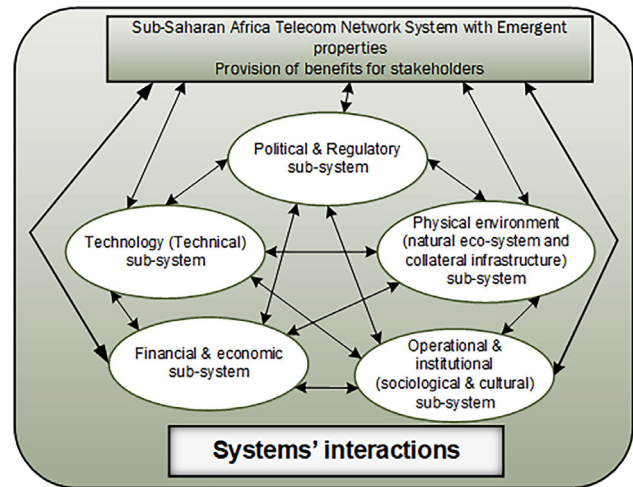 Sub-Saharan Africa Telecom Network System with Emergent
properties
Provision of benefits for stakeholders
Political & Regulatory
sub-system
Technology (Technical)
sub-system
Physical environment
(natural eco-system and
collateral infrastructure)
sub-system
Financial & economic
sub-system
Operational &
institutional
(sociological & cultural)
sub-system
Systems' interactions